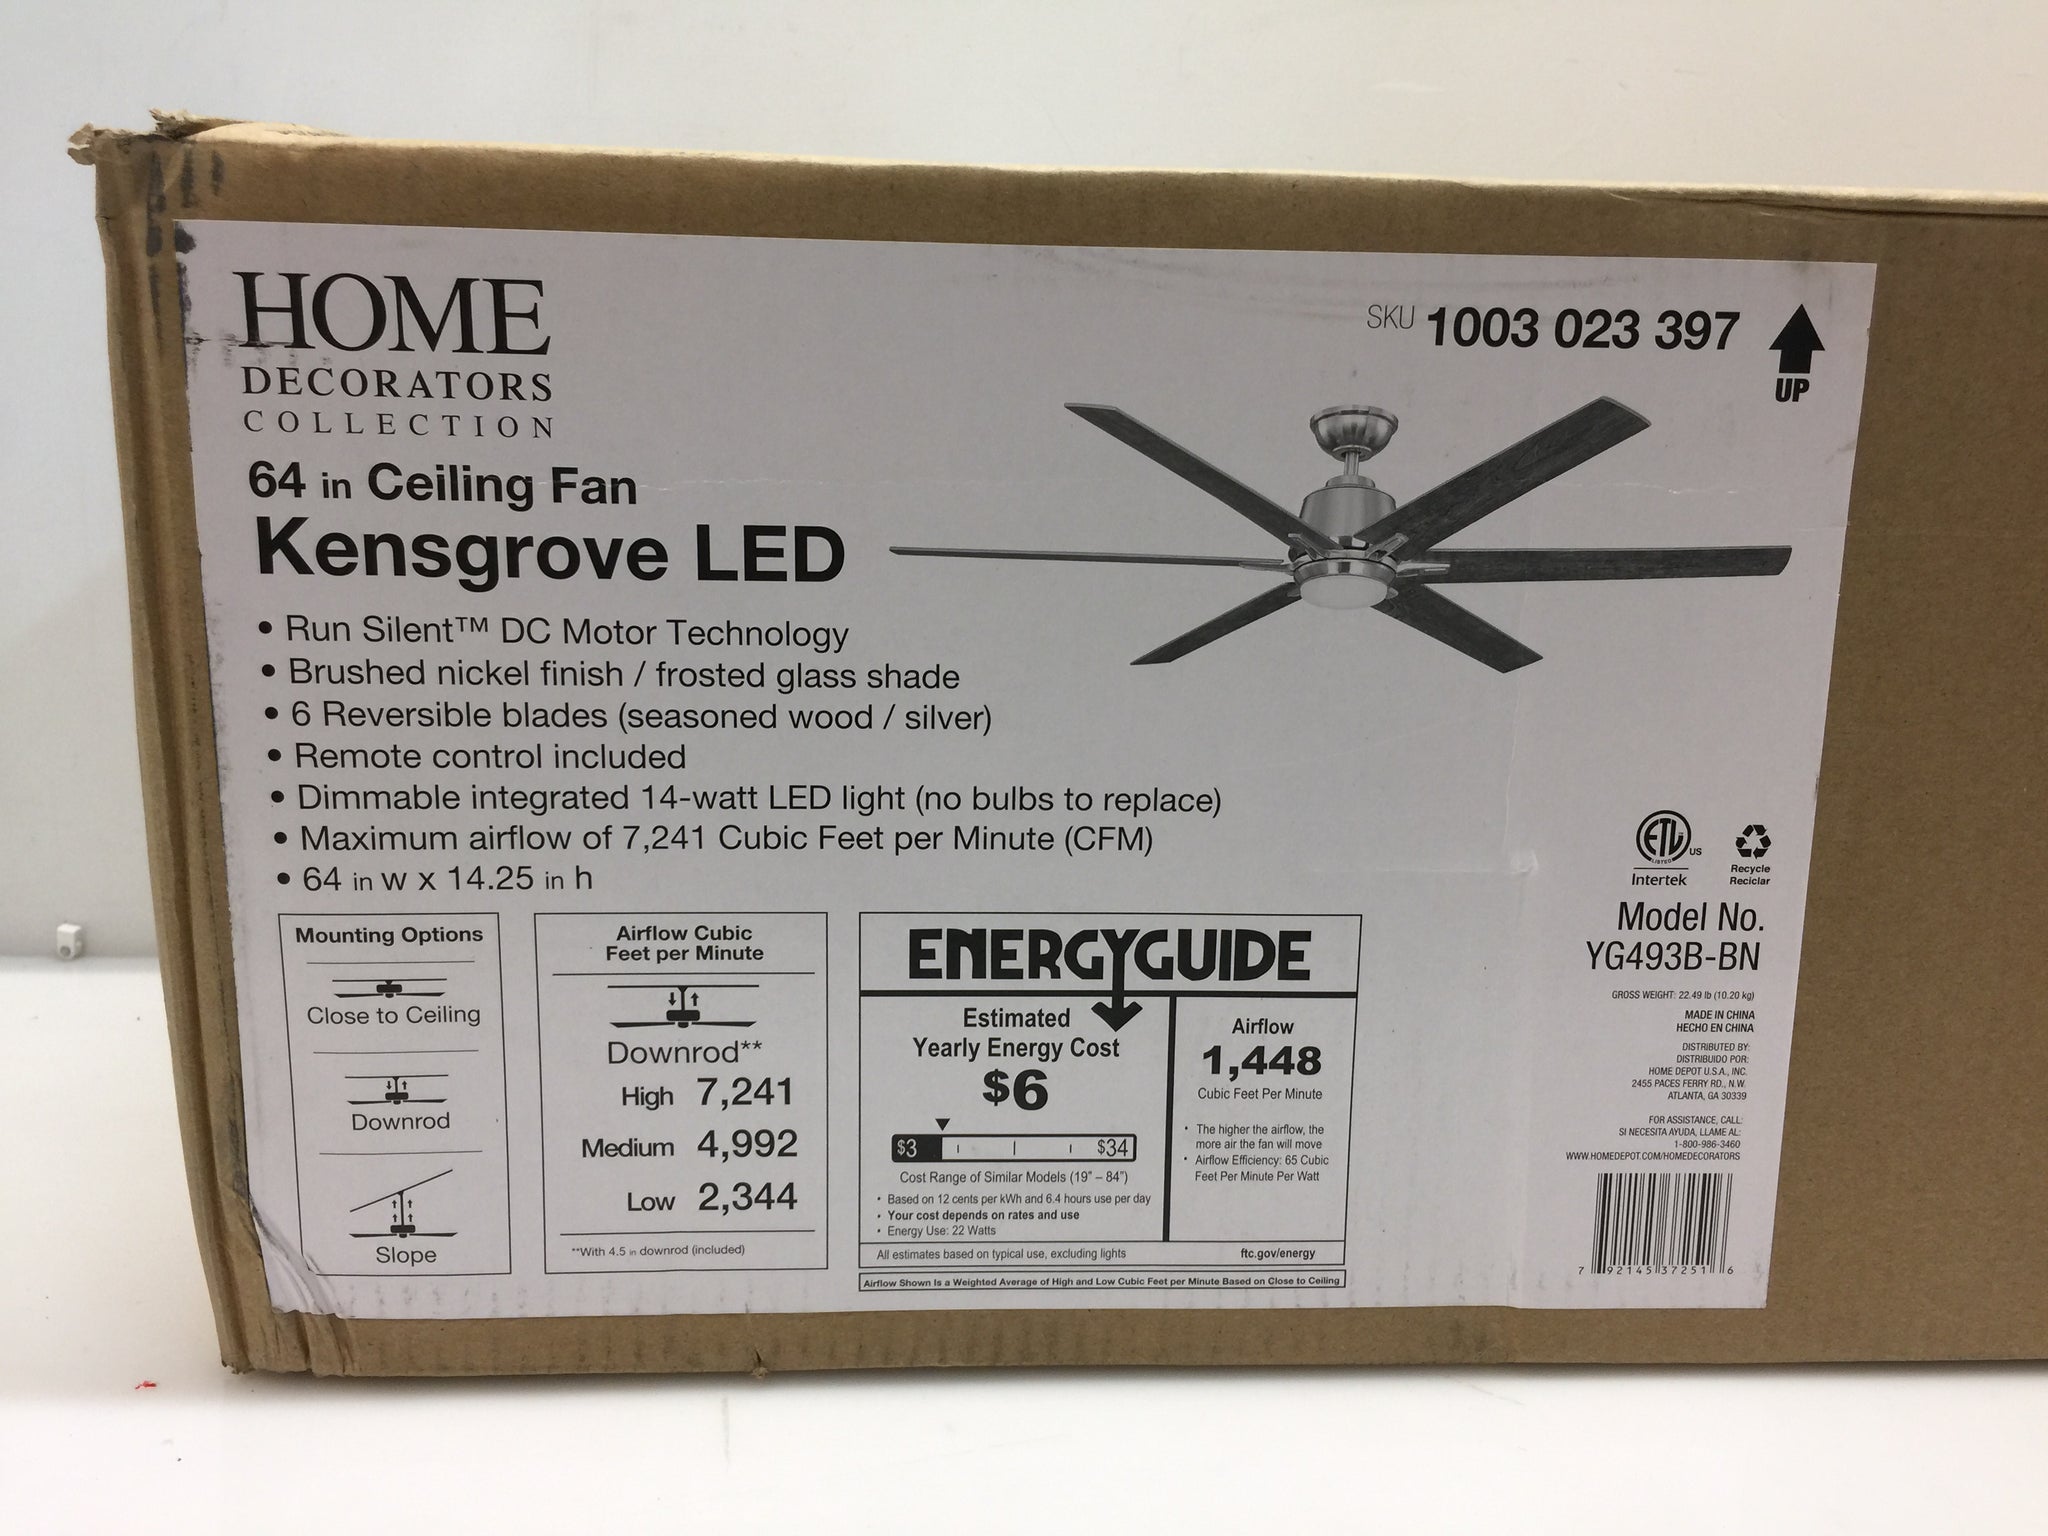 HOME
DECORATORS
COLLECTION
SKU 1003 023 397
UP
64 in Ceiling Fan
Kensgrove LED
• Run Silent™ DC Motor Technology
• Brushed nickel finish / frosted glass shade
• 6 Reversible blades (seasoned wood / silver)
• Remote control included
• Dimmable integrated 14-watt LED light (no bulbs to replace)
• Maximum airflow of 7,241 Cubic Feet per Minute (CFM)
• 64 in w x 14.25 in h
Mounting Options
Close to Ceiling
Downrod
Slope
Airflow Cubic
Feet per Minute
Downrod**
High 7,241
Medium 4,992
Low 2,344
**With 4.5 in downrod (included)
ENERGYGUIDE
Estimated
Yearly Energy Cost
$6
$3 $34
Cost Range of Similar Models (19" – 84")
• Based on 12 cents per kWh and 6.4 hours use per day
• Your cost depends on rates and use
• Energy Use: 22 Watts
Airflow
1,448
Cubic Feet Per Minute
• The higher the airflow, the
more air the fan will move
• Airflow Efficiency: 65 Cubic
Feet Per Minute Per Watt
All estimates based on typical use, excluding lights
ftc.gov/energy
Airflow Shown Is a Weighted Average of High and Low Cubic Feet per Minute Based on Close to Ceiling
ETL US
LISTED
Intertek
Recycle
Reciclar
Model No.
YG493B-BN
GROSS WEIGHT: 22.49 lb (10.20 kg)
MADE IN CHINA
HECHO EN CHINA
DISTRIBUTED BY:
DISTRIBUIDO POR:
HOME DEPOT U.S.A., INC.
2455 PACES FERRY RD., N.W.
ATLANTA, GA 30339
FOR ASSISTANCE, CALL:
SI NECESITA AYUDA, LLAME AL:
1-800-986-3460
WWW.HOMEDEPOT.COM/HOMEDECORATORS
7 92145 37251 6